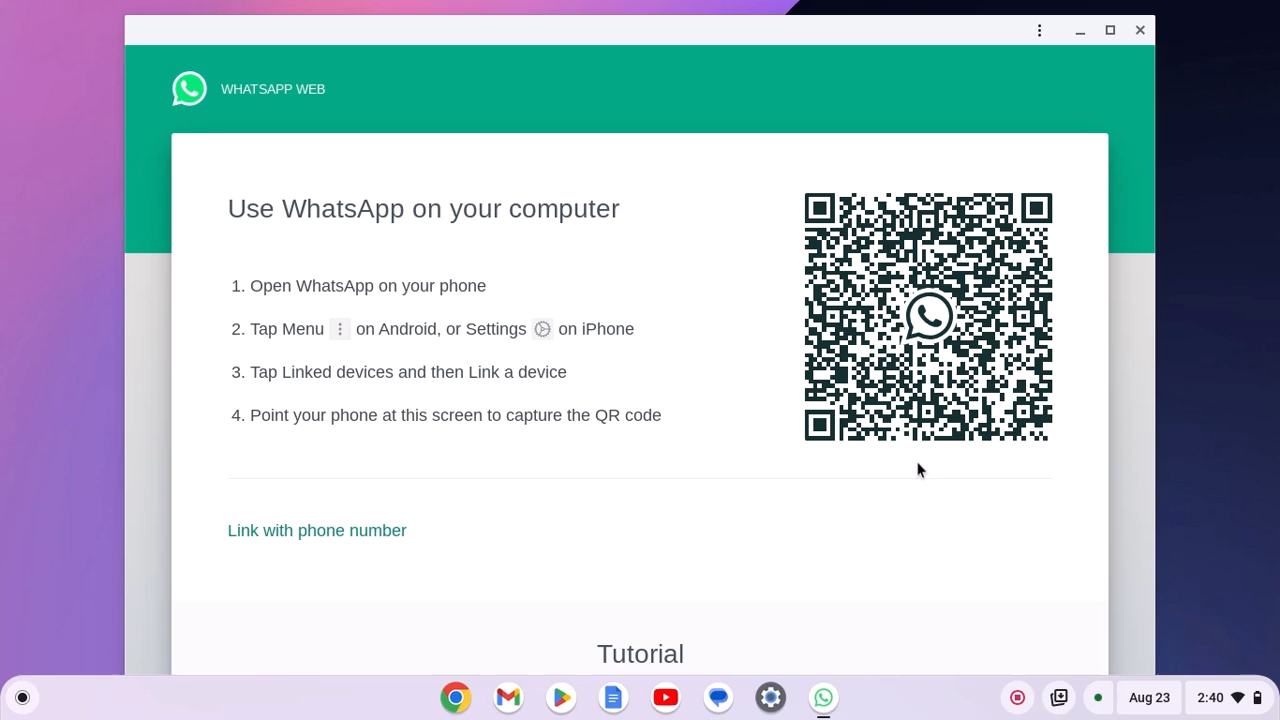 WHATSAPP WEB
Use WhatsApp on your computer
1. Open WhatsApp on your phone
2. Tap Menu on Android, or Settings on iPhone
3. Tap Linked devices and then Link a device
4. Point your phone at this screen to capture the QR code
Link with phone number
Tutorial
Aug 23
2:40